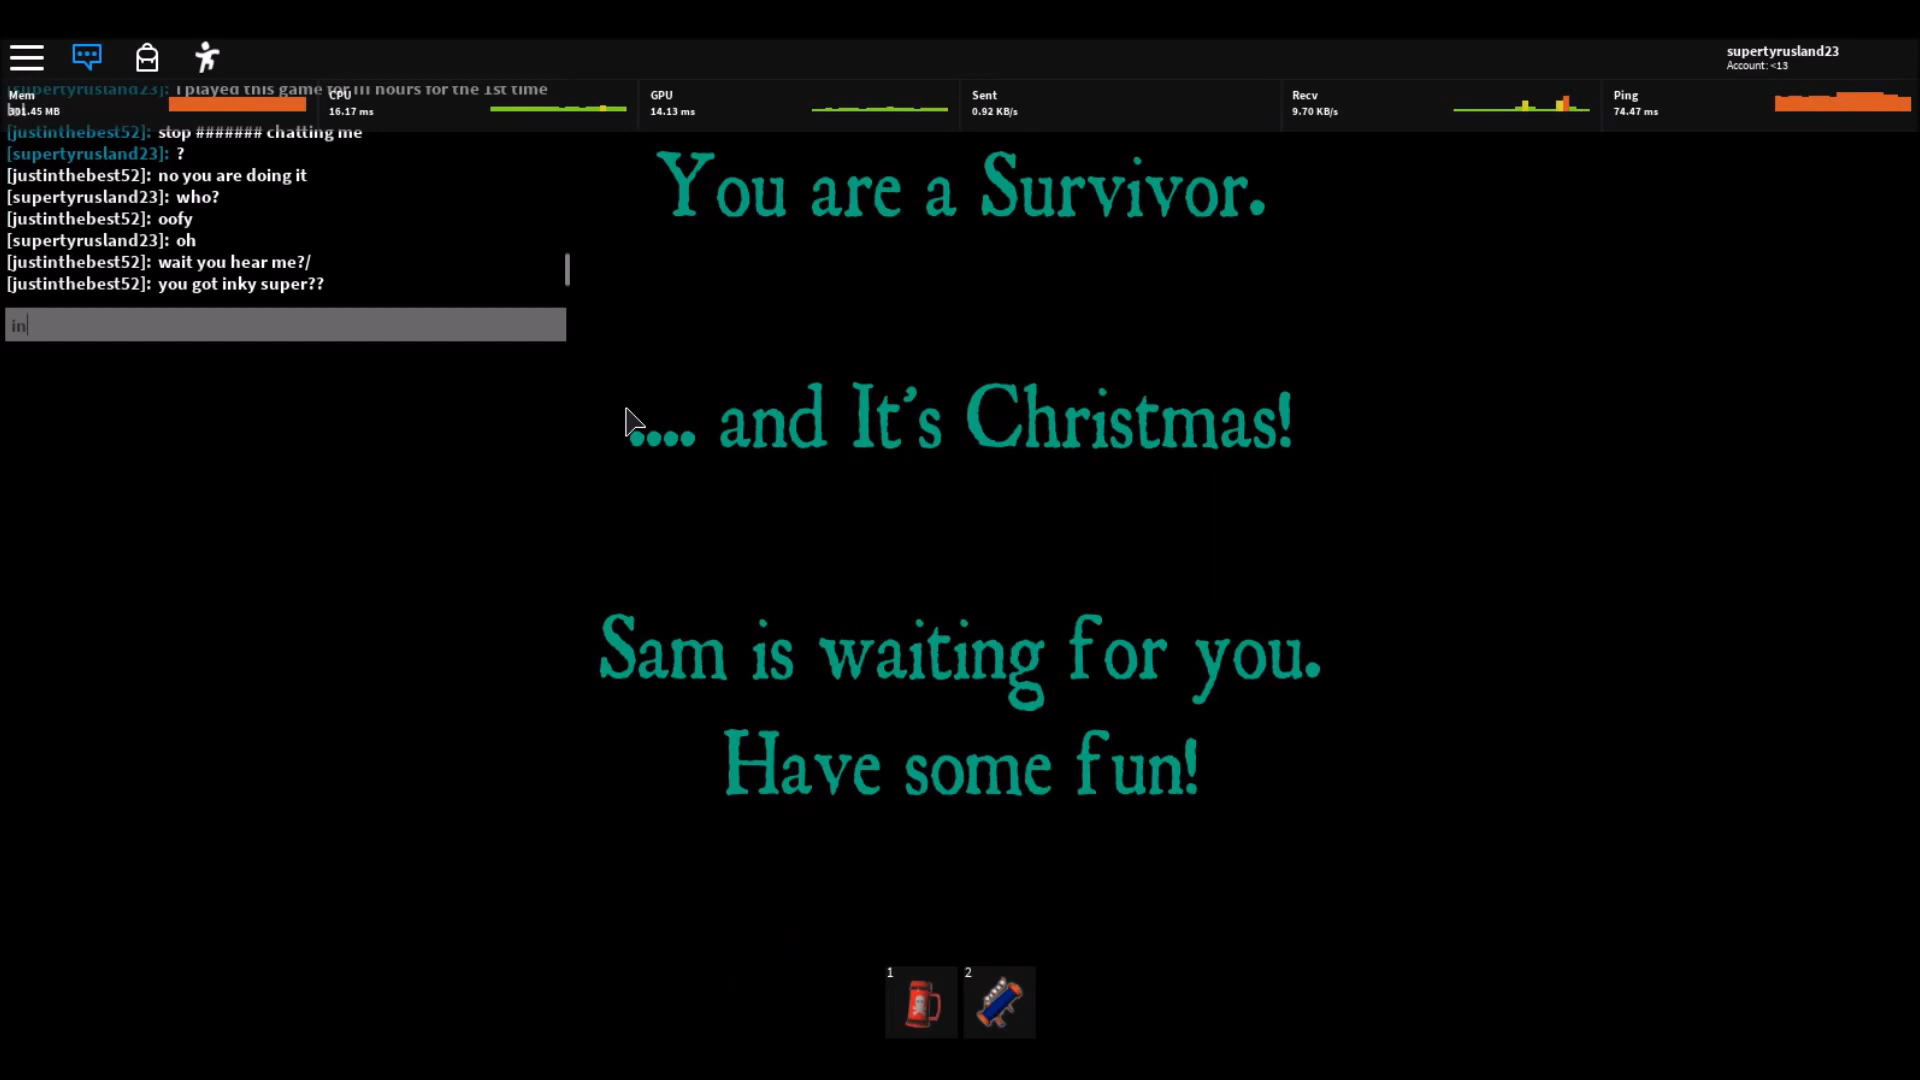 supertyrusland23
Account: <13
[supertyrusland23]: I played this game for hours for the 1st time
Mem
CPU
GPU
Sent
Recv
Ping
16.17 ms
14.13 ms
0.92 KB/s
9.70 KB/s
74.47 ms
[justinthebest52]: stop ####### chatting me
[supertyrusland23]: ?
[justinthebest52]: no you are doing it
[supertyrusland23]: who?
[justinthebest52]: oofy
[supertyrusland23]: oh
[justinthebest52]: wait you hear me?/
[justinthebest52]: you got inky super??
in
You are a Survivor.
.... and It's Christmas!
Sam is waiting for you.
Have some fun!
1
2